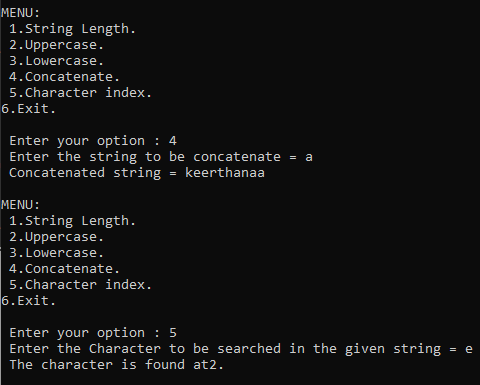 MENU:
1.String Length.
2.Uppercase.
3.Lowercase.
4.Concatenate.
5.Character index.
6.Exit.
Enter your option : 4
Enter the string to be concatenate = a
Concatenated string = keerthanaa
MENU:
1.String Length.
2.Uppercase.
3.Lowercase.
4.Concatenate.
5.Character index.
6.Exit.
Enter your option : 5
Enter the Character to be searched in the given string = e
The character is found at2.